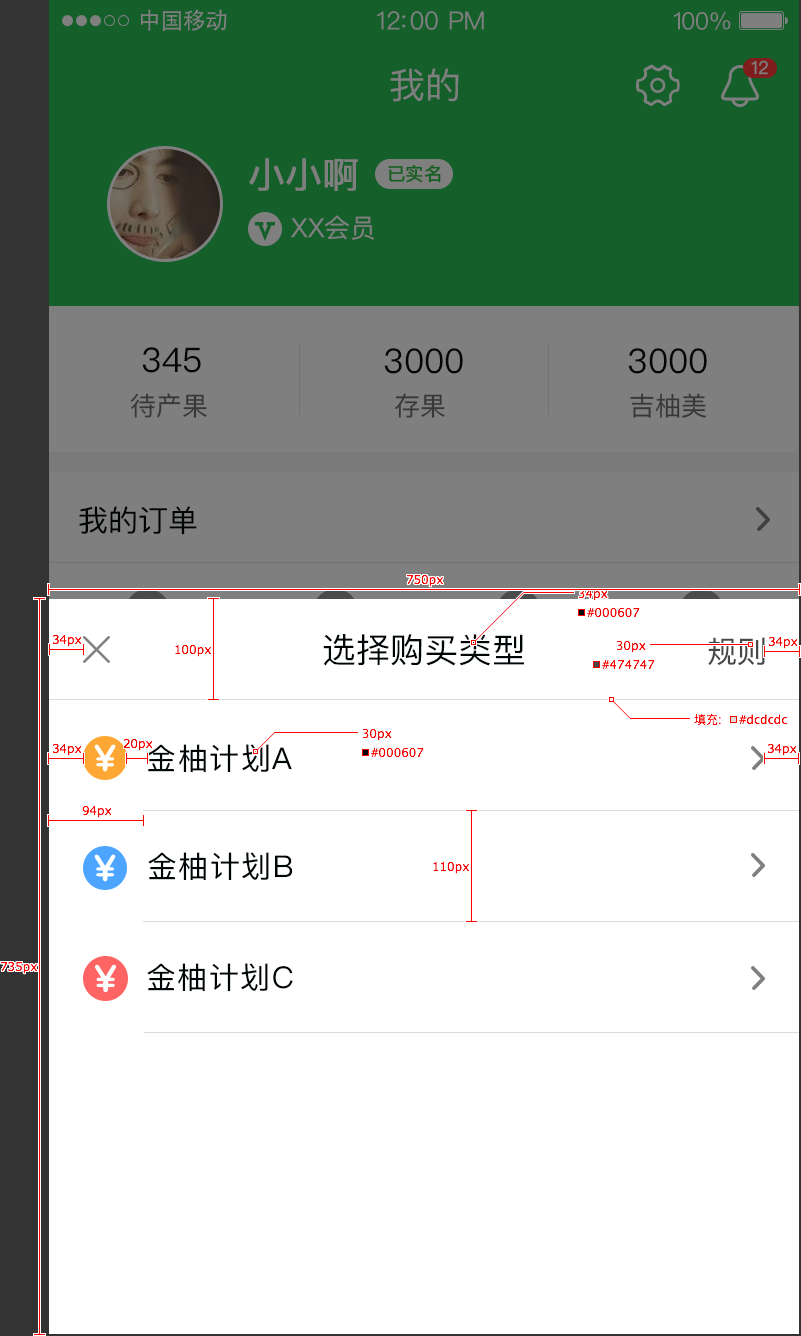 中国移动 12:00 PM 100%
我的 12
小小啊 已实名
V XX会员
345 3000 3000
待产果 存果 吉柚美
我的订单
750px
34px
#000607
34px 100px 选择购买类型 30px 规则 34px
#474747
填充: #dcdcdc
30px
34px ¥ 20px 金柚计划A #000607 34px
94px
¥ 金柚计划B 110px
735px
¥ 金柚计划C